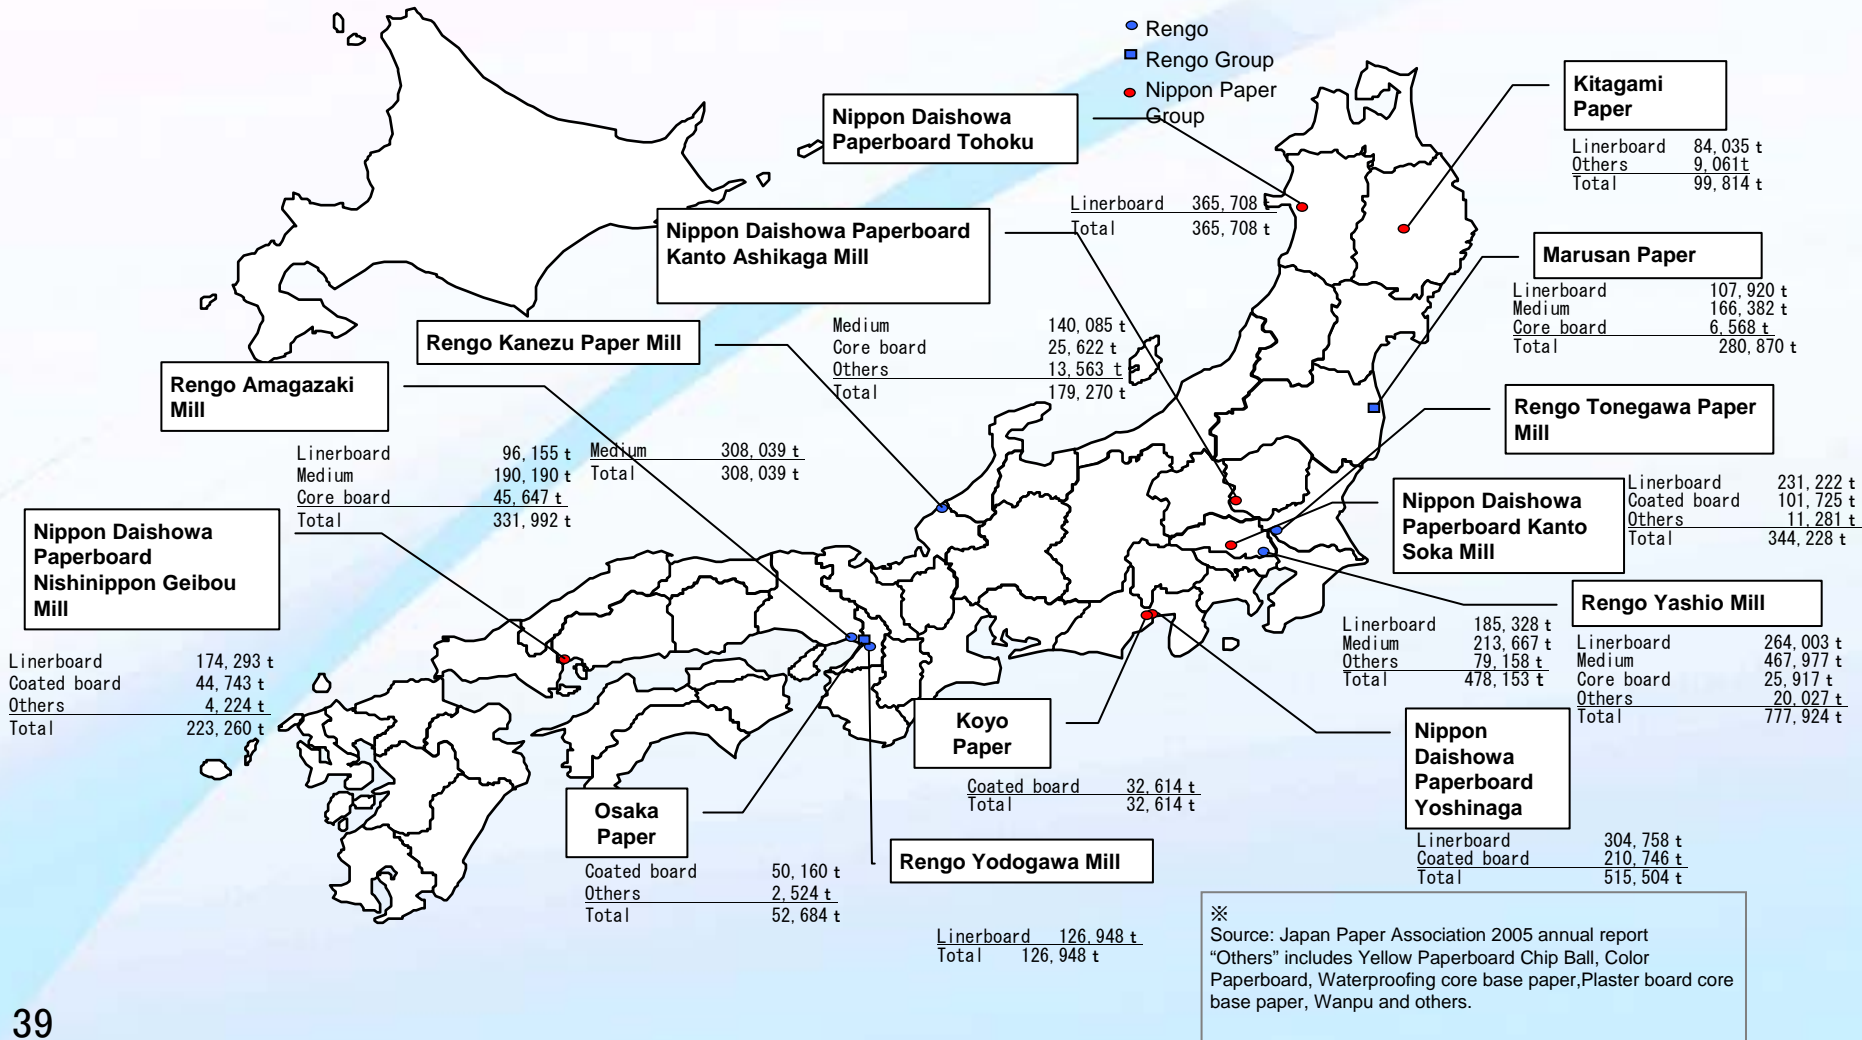 Rengo
Rengo Group
Nippon Paper
Group
Nippon Daishowa
Paperboard Tohoku
Linerboard 365,708 t
Total 365,708 t
Kitagami
Paper
Linerboard 84,035 t
Others 9,061t
Total 99,814 t
Nippon Daishowa Paperboard
Kanto Ashikaga Mill
Medium 140,085 t
Core board 25,622 t
Others 13,563 t
Total 179,270 t
Marusan Paper
Linerboard 107,920 t
Medium 166,382 t
Core board 6,568 t
Total 280,870 t
Rengo Kanezu Paper Mill
Medium 308,039 t
Total 308,039 t
Rengo Amagazaki
Mill
Linerboard 96,155 t
Medium 190,190 t
Core board 45,647 t
Total 331,992 t
Rengo Tonegawa Paper
Mill
Linerboard 231,222 t
Coated board 101,725 t
Others 11,281 t
Total 344,228 t
Nippon Daishowa
Paperboard Kanto
Soka Mill
Linerboard 185,328 t
Medium 213,667 t
Others 79,158 t
Total 478,153 t
Nippon Daishowa
Paperboard
Nishinippon Geibou
Mill
Linerboard 174,293 t
Coated board 44,743 t
Others 4,224 t
Total 223,260 t
Rengo Yashio Mill
Linerboard 264,003 t
Medium 467,977 t
Core board 25,917 t
Others 20,027 t
Total 777,924 t
Koyo
Paper
Coated board 32,614 t
Total 32,614 t
Nippon
Daishowa
Paperboard
Yoshinaga
Linerboard 304,758 t
Coated board 210,746 t
Total 515,504 t
Osaka
Paper
Coated board 50,160 t
Others 2,524 t
Total 52,684 t
Rengo Yodogawa Mill
Linerboard 126,948 t
Total 126,948 t
※
Source: Japan Paper Association 2005 annual report
“Others” includes Yellow Paperboard Chip Ball, Color
Paperboard, Waterproofing core base paper,Plaster board core
base paper, Wanpu and others.
39